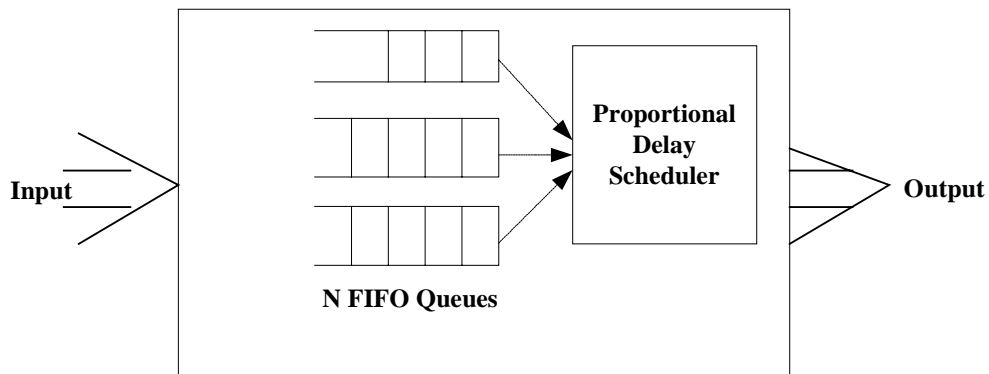 Proportional
Delay
Scheduler
Input
Output
N FIFO Queues